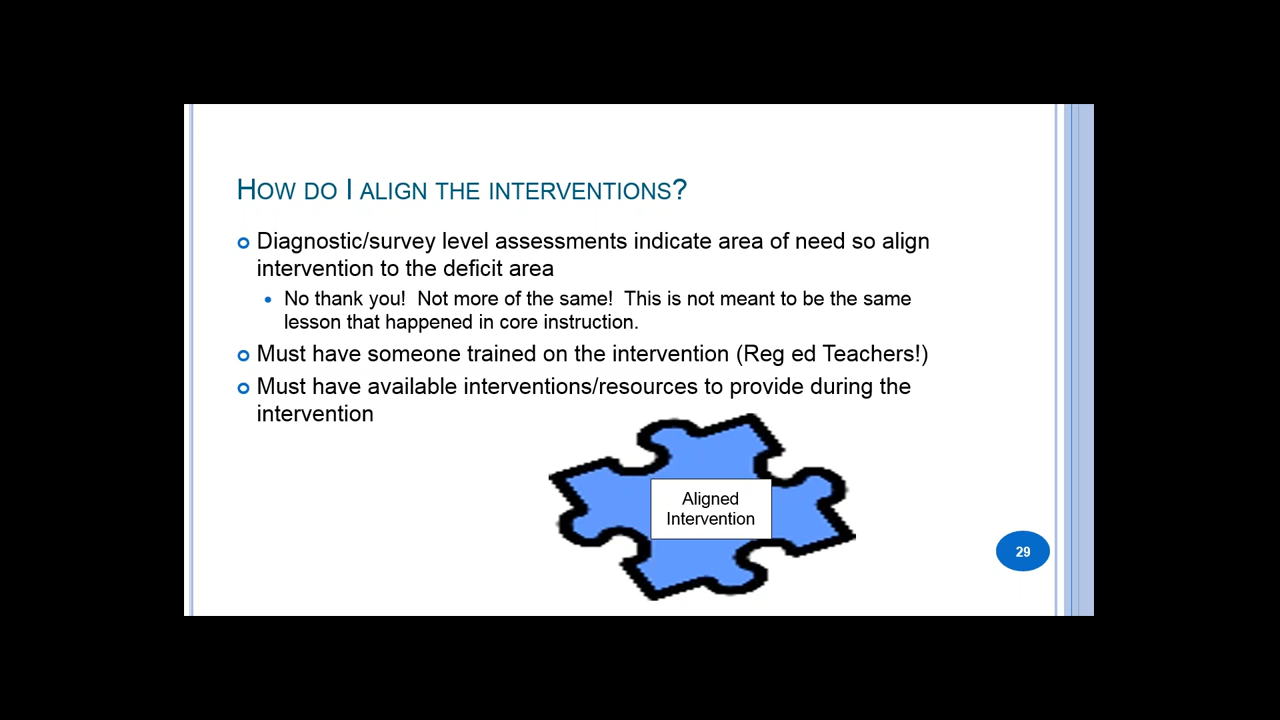 HOW DO I ALIGN THE INTERVENTIONS?
Diagnostic/survey level assessments indicate area of need so align
intervention to the deficit area
No thank you!  Not more of the same!  This is not meant to be the same
lesson that happened in core instruction.
Must have someone trained on the intervention (Reg ed Teachers!)
Must have available interventions/resources to provide during the
intervention
Aligned
Intervention
29